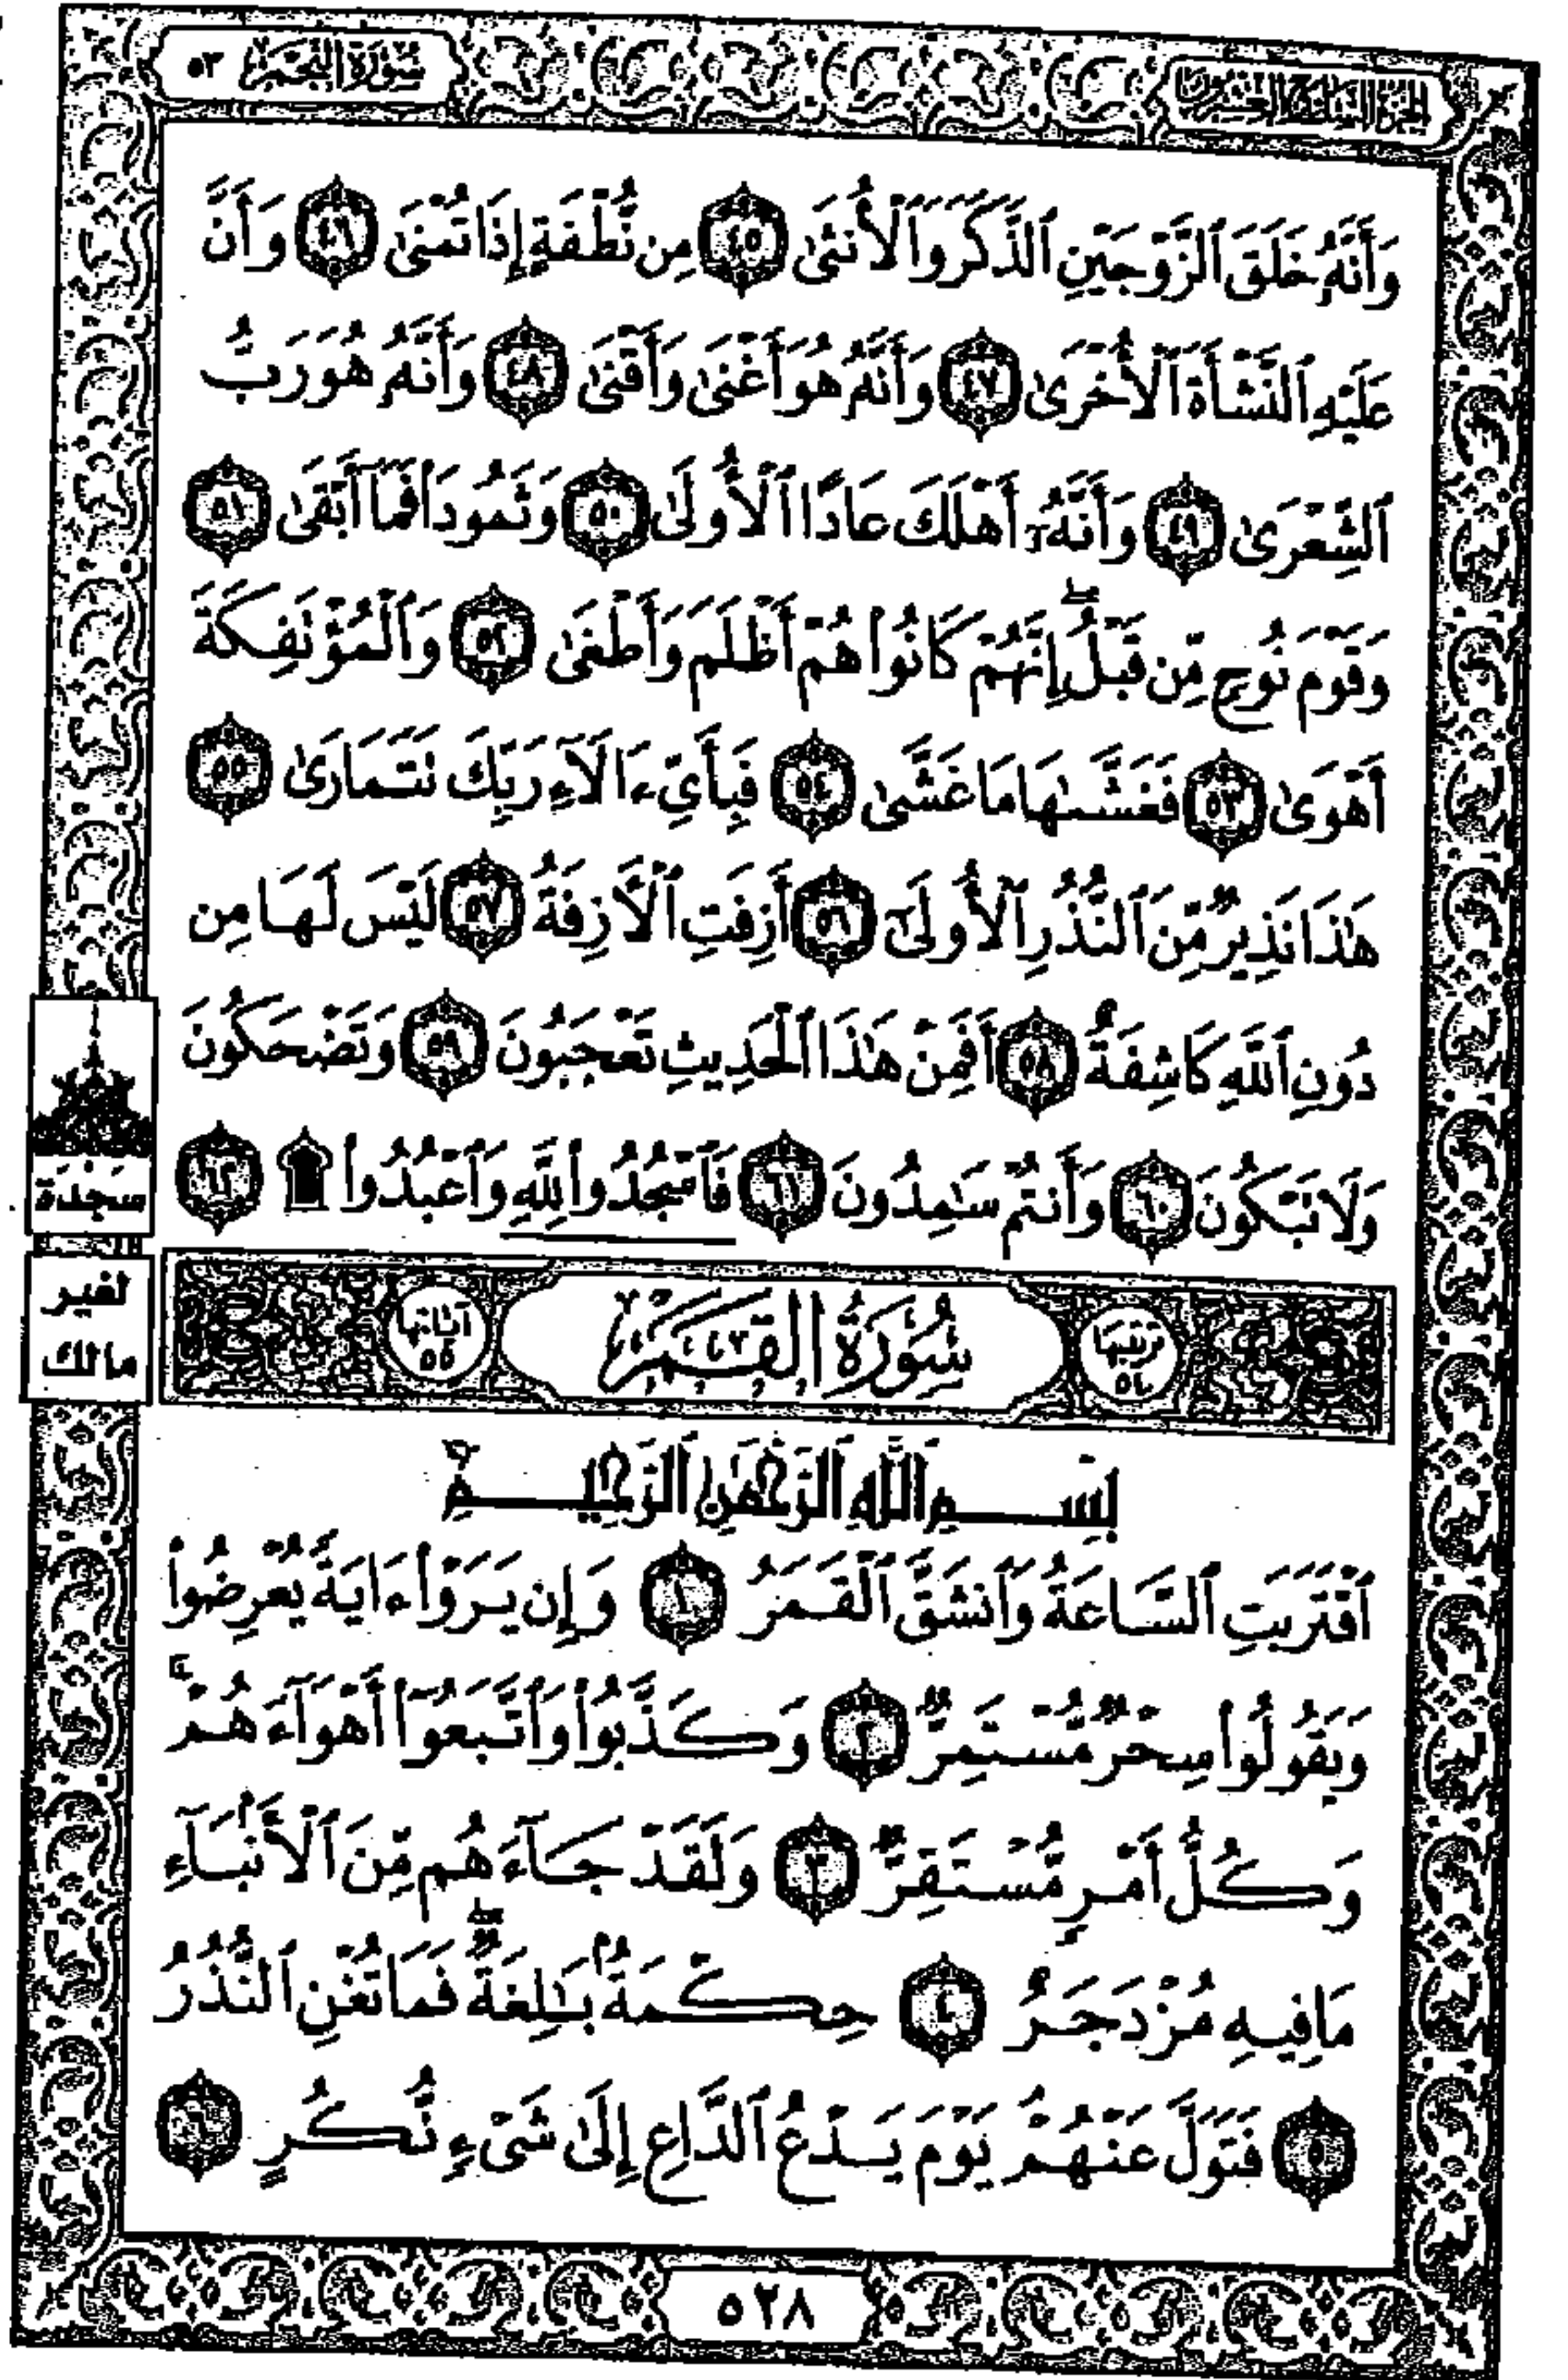 الجزء السابع والعشرون
سورة النجم ٥٣
وَأَنَّهُۥ خَلَقَ ٱلزَّوْجَيْنِ ٱلذَّكَرَ وَٱلْأُنثَىٰ ٤٥ مِن نُّطْفَةٍ إِذَا تُمْنَىٰ ٤٦ وَأَنَّ
عَلَيْهِ ٱلنَّشْأَةَ ٱلْأُخْرَىٰ ٤٧ وَأَنَّهُۥ هُوَ أَغْنَىٰ وَأَقْنَىٰ ٤٨ وَأَنَّهُۥ هُوَ رَبُّ
ٱلشِّعْرَىٰ ٤٩ وَأَنَّهُۥٓ أَهْلَكَ عَادًا ٱلْأُولَىٰ ٥٠ وَثَمُودَا۟ فَمَآ أَبْقَىٰ ٥١
وَقَوْمَ نُوحٍ مِّن قَبْلُ ۖ إِنَّهُمْ كَانُوا۟ هُمْ أَظْلَمَ وَأَطْغَىٰ ٥٢ وَٱلْمُؤْتَفِكَةَ
أَهْوَىٰ ٥٣ فَغَشَّىٰهَا مَا غَشَّىٰ ٥٤ فَبِأَىِّ ءَالَآءِ رَبِّكَ تَتَمَارَىٰ ٥٥
هَٰذَا نَذِيرٌ مِّنَ ٱلنُّذُرِ ٱلْأُولَىٰٓ ٥٦ أَزِفَتِ ٱلْءَازِفَةُ ٥٧ لَيْسَ لَهَا مِن
دُونِ ٱللَّهِ كَاشِفَةٌ ٥٨ أَفَمِنْ هَٰذَا ٱلْحَدِيثِ تَعْجَبُونَ ٥٩ وَتَضْحَكُونَ
وَلَا تَبْكُونَ ٦٠ وَأَنتُمْ سَٰمِدُونَ ٦١ فَٱسْجُدُوا۟ لِلَّهِ وَٱعْبُدُوا۟ ۩ ٦٢
سجدة
لغير
مالك
ترتيبها ٥٤
سورة القمر
آياتها ٥٥
بِسْمِ ٱللَّهِ ٱلرَّحْمَٰنِ ٱلرَّحِيمِ
ٱقْتَرَبَتِ ٱلسَّاعَةُ وَٱنشَقَّ ٱلْقَمَرُ ١ وَإِن يَرَوْا۟ ءَايَةً يُعْرِضُوا۟
وَيَقُولُوا۟ سِحْرٌ مُّسْتَمِرٌّ ٢ وَكَذَّبُوا۟ وَٱتَّبَعُوٓا۟ أَهْوَآءَهُمْ ۚ
وَكُلُّ أَمْرٍ مُّسْتَقِرٌّ ٣ وَلَقَدْ جَآءَهُم مِّنَ ٱلْأَنۢبَآءِ
مَا فِيهِ مُزْدَجَرٌ ٤ حِكْمَةٌۢ بَٰلِغَةٌ ۖ فَمَا تُغْنِ ٱلنُّذُرُ
٥ فَتَوَلَّ عَنْهُمْ ۘ يَوْمَ يَدْعُ ٱلدَّاعِ إِلَىٰ شَىْءٍ نُّكُرٍ ٦
٥٢٨